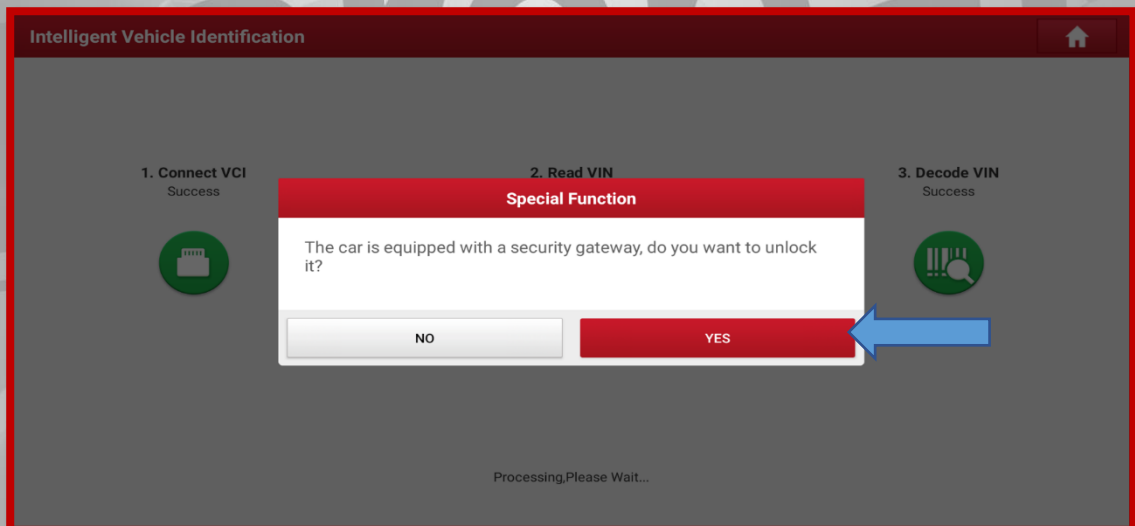 Intelligent Vehicle Identification
1. Connect VCI
Success
2. Read VIN
3. Decode VIN
Success
Special Function
The car is equipped with a security gateway, do you want to unlock
it?
NO
YES
Processing,Please Wait...